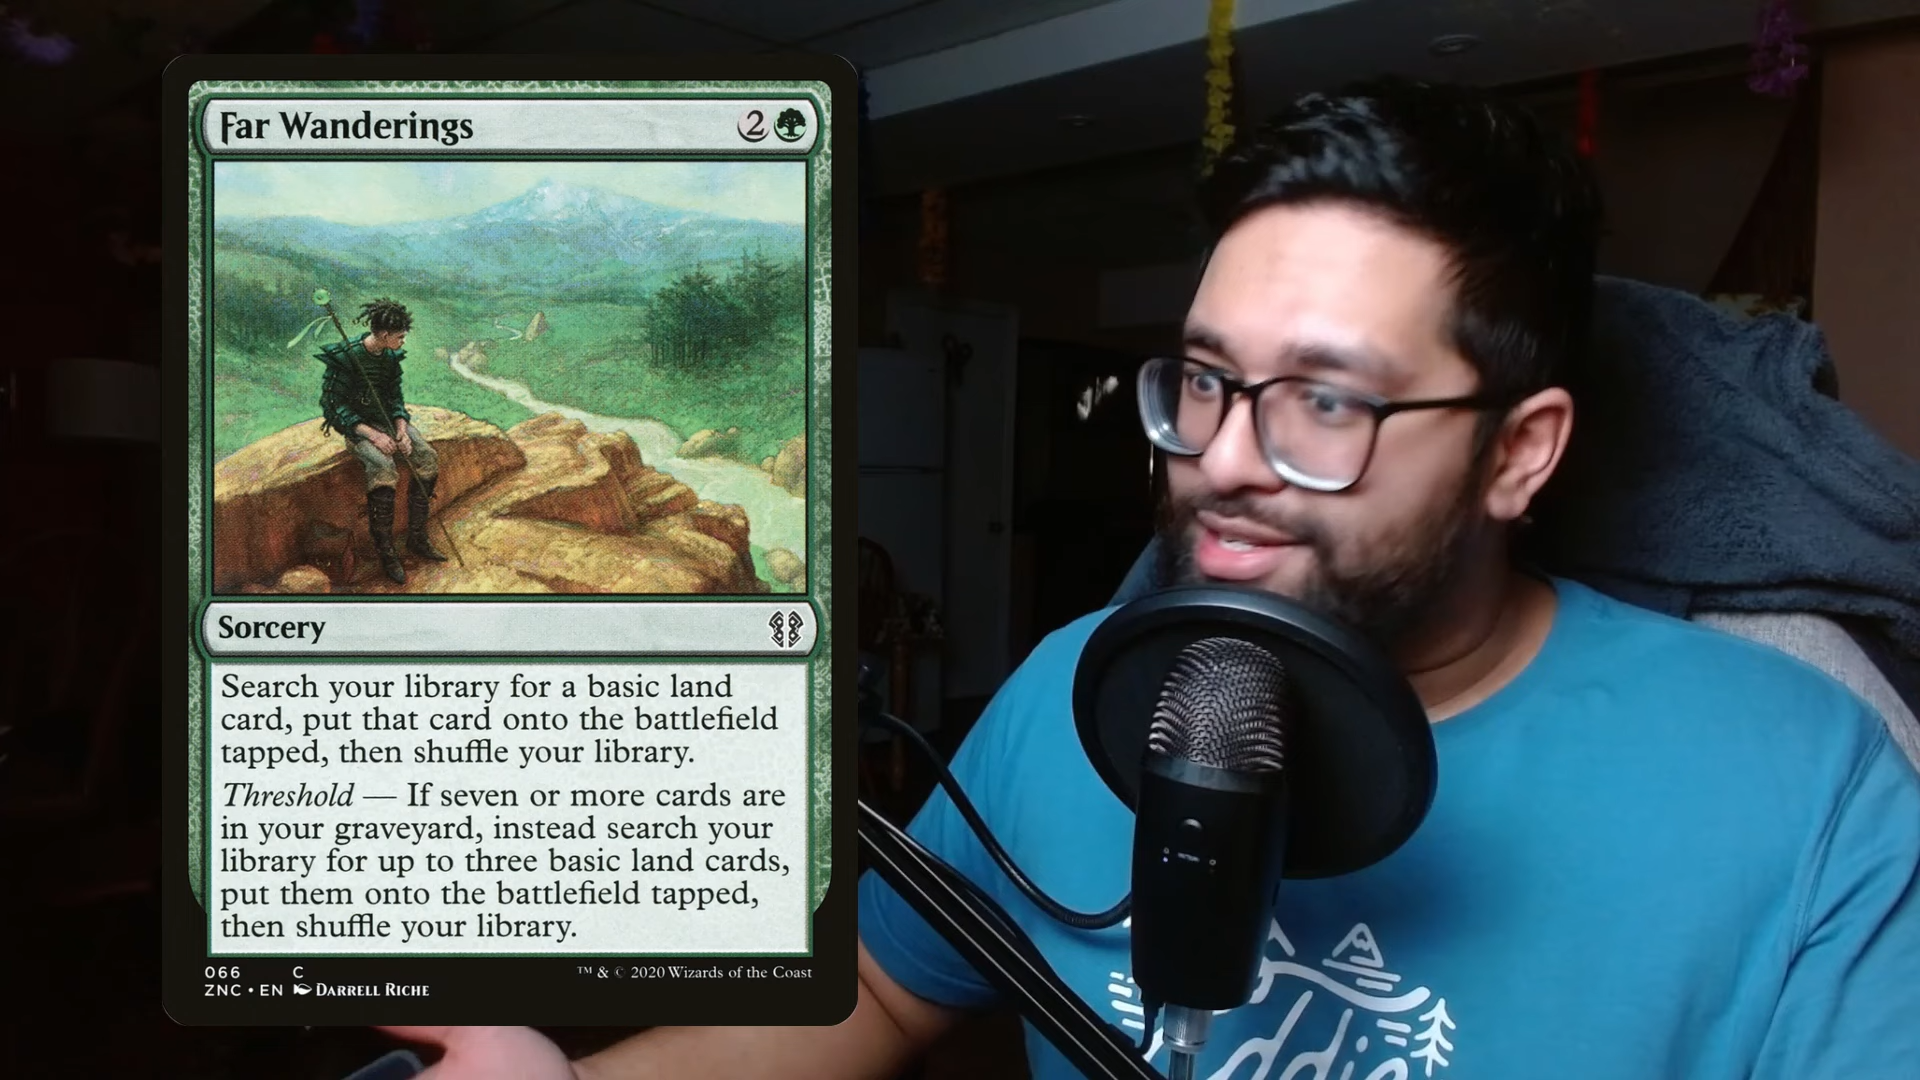 Far Wanderings 2
Sorcery
Search your library for a basic land
card, put that card onto the battlefield
tapped, then shuffle your library.
Threshold — If seven or more cards are
in your graveyard, instead search your
library for up to three basic land cards,
put them onto the battlefield tapped,
then shuffle your library.
066 C
ZNC • EN DARRELL RICHE
™ & © 2020 Wizards of the Coast